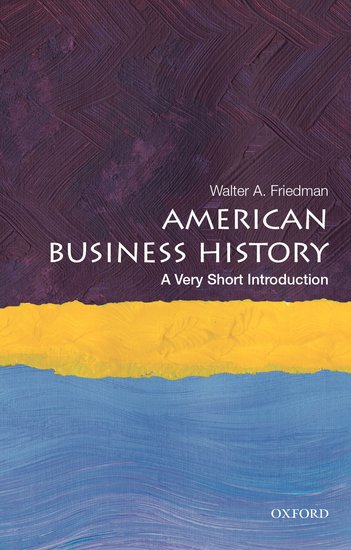 Walter A. Friedman
AMERICAN
BUSINESS HISTORY
A Very Short Introduction
OXFORD